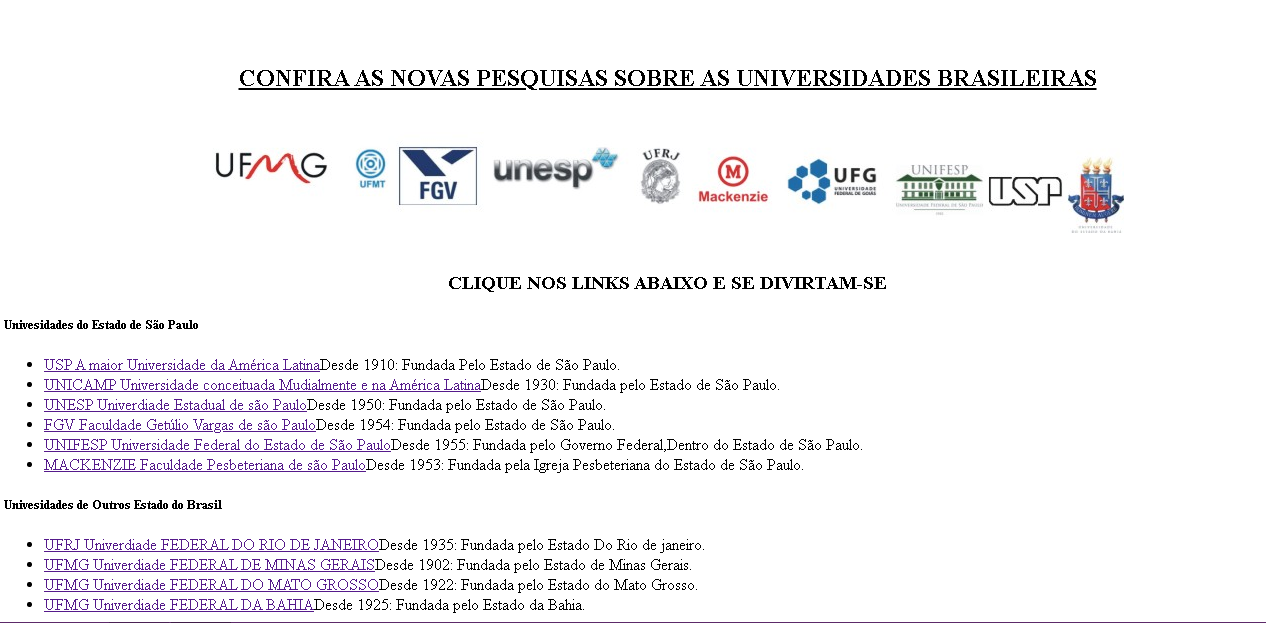 CONFIRA AS NOVAS PESQUISAS SOBRE AS UNIVERSIDADES BRASILEIRAS
UFMG
UFMT
FGV
unesp
UFRJ
Mackenzie
UFG
UNIVERSIDADE
FEDERAL DE GOIÁS
UNIFESP
UNIVERSIDADE FEDERAL DE SÃO PAULO
USP
CLIQUE NOS LINKS ABAIXO E SE DIVIRTAM-SE
Univesidades do Estado de São Paulo
USP A maior Universidade da América LatinaDesde 1910: Fundada Pelo Estado de São Paulo.
UNICAMP Universidade conceituada Mudialmente e na América LatinaDesde 1930: Fundada pelo Estado de São Paulo.
UNESP Univerdiade Estadual de são PauloDesde 1950: Fundada pelo Estado de São Paulo.
FGV Faculdade Getúlio Vargas de são PauloDesde 1954: Fundada pelo Estado de São Paulo.
UNIFESP Universidade Federal do Estado de São PauloDesde 1955: Fundada pelo Governo Federal,Dentro do Estado de São Paulo.
MACKENZIE Faculdade Pesbeteriana de são PauloDesde 1953: Fundada pela Igreja Pesbeteriana do Estado de São Paulo.
Univesidades de Outros Estado do Brasil
UFRJ Univerdiade FEDERAL DO RIO DE JANEIRODesde 1935: Fundada pelo Estado Do Rio de janeiro.
UFMG Univerdiade FEDERAL DE MINAS GERAISDesde 1902: Fundada pelo Estado de Minas Gerais.
UFMG Univerdiade FEDERAL DO MATO GROSSODesde 1922: Fundada pelo Estado do Mato Grosso.
UFMG Univerdiade FEDERAL DA BAHIADesde 1925: Fundada pelo Estado da Bahia.